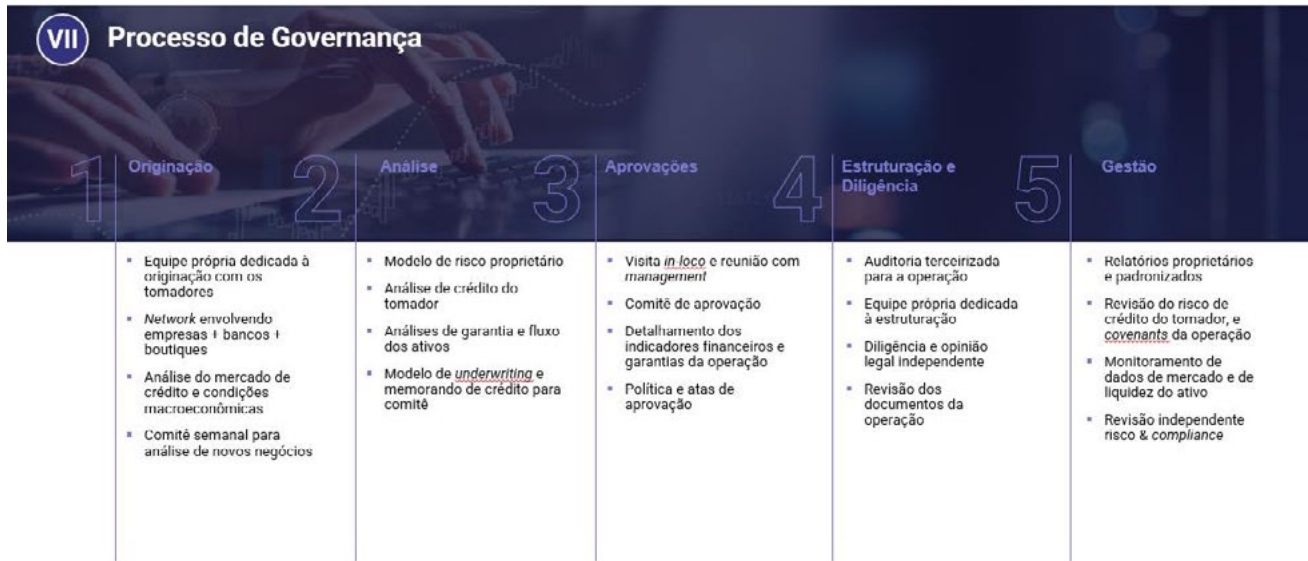 VII
Processo de Governança
1
Originação
Equipe própria dedicada à
originação com os
tomadores
Network envolvendo
empresas + bancos +
boutiques
Análise do mercado de
crédito e condições
macroeconômicas
Comitê semanal para
análise de novos negócios
2
Análise
Modelo de risco proprietário
Análise de crédito do
tomador
Análises de garantia e fluxo
dos ativos
Modelo de underwriting e
memorando de crédito para
comitê
3
Aprovações
Visita in-loco e reunião com
management
Comitê de aprovação
Detalhamento dos
indicadores financeiros e
garantias da operação
Política e atas de
aprovação
4
Estruturação e
Diligência
Auditoria terceirizada
para a operação
Equipe própria dedicada
à estruturação
Diligência e opinião
legal independente
Revisão dos
documentos da
operação
5
Gestão
Relatórios proprietários
e padronizados
Revisão do risco de
crédito do tomador, e
covenants da operação
Monitoramento de
dados de mercado e de
liquidez do ativo
Revisão independente
risco & compliance